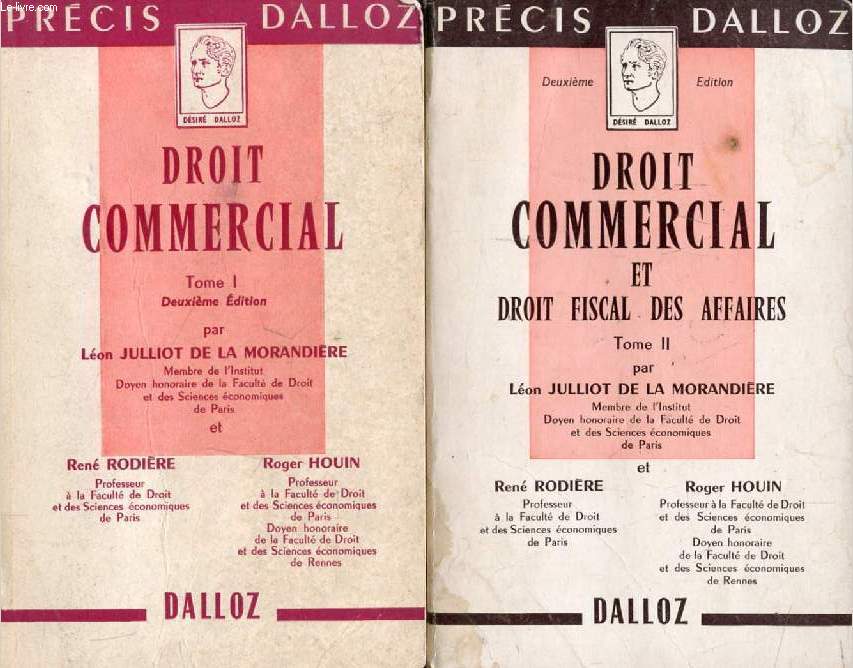 Le-livre.com
PRÉCIS DALLOZ
DÉSIRÉ DALLOZ
DROIT
COMMERCIAL
Tome I
Deuxième Édition
par
Léon JULLIOT DE LA MORANDIÈRE
Membre de l'Institut
Doyen honoraire de la Faculté de Droit
et des Sciences économiques
de Paris
et
René RODIÈRE
Professeur
à la Faculté de Droit
et des Sciences économiques
de Paris
Roger HOUIN
Professeur
à la Faculté de Droit
et des Sciences économiques
de Paris
Doyen honoraire
de la Faculté de Droit
et des Sciences économiques
de Rennes
DALLOZ
PRÉCIS DALLOZ
Deuxième Edition
DÉSIRÉ DALLOZ
DROIT
COMMERCIAL
ET
DROIT FISCAL DES AFFAIRES
Tome II
par
Léon JULLIOT DE LA MORANDIÈRE
Membre de l'Institut
Doyen honoraire de la Faculté de Droit
et des Sciences économiques
de Paris
et
René RODIÈRE
Professeur
à la Faculté de Droit
et des Sciences économiques
de Paris
Roger HOUIN
Professeur à la Faculté de Droit
et des Sciences économiques
de Paris
Doyen honoraire
de la Faculté de Droit
et des Sciences économiques
de Rennes
DALLOZ